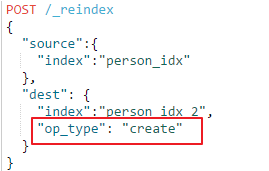 POST /_reindex
{
  "source":{
    "index":"person_idx"
  },
  "dest": {
    "index":"person_idx_2",
    "op_type": "create"
  }
}